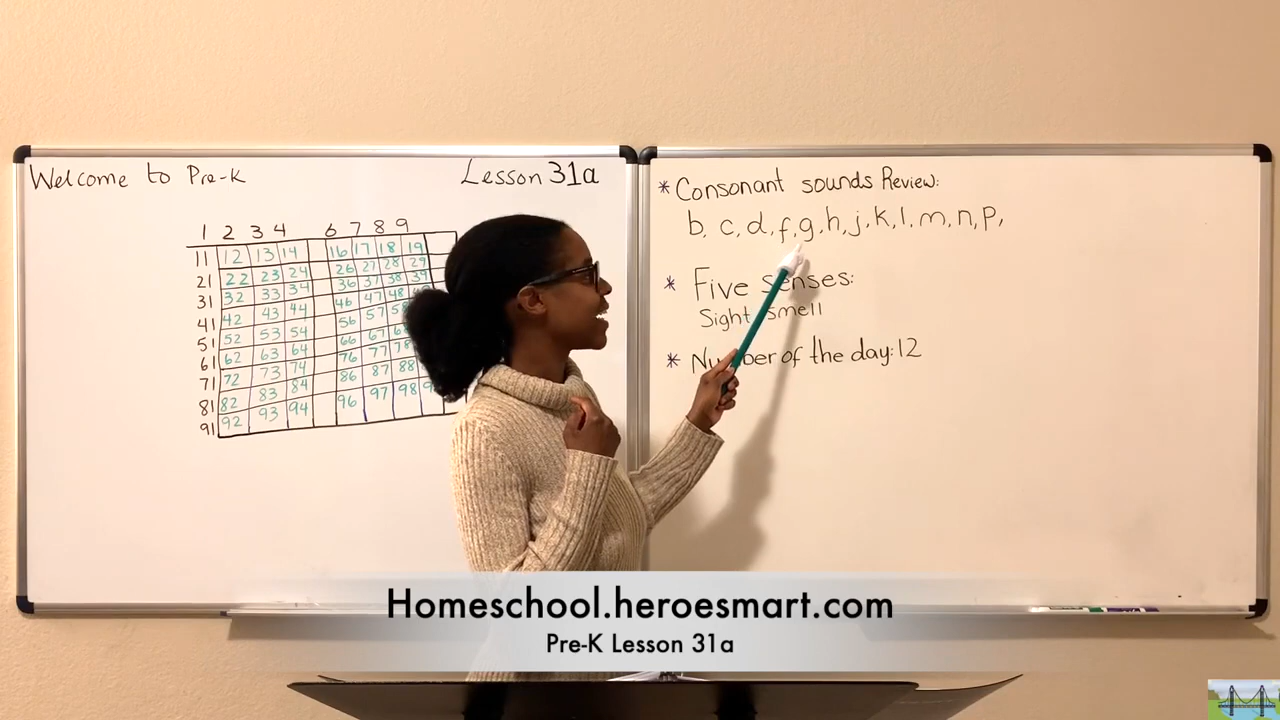 Welcome to Pre-K
Lesson 31a
1 2 3 4 6 7 8 9
11 12 13 14 16 17 18 19
21 22 23 24 26 27 28 29
31 32 33 34 36 37 38 39
41 42 43 44 46 47 48
51 52 53 54 56 57
61 62 63 64 66 67
71 72 73 74 76 77 78
81 82 83 84 86 87 88
91 92 93 94 96 97 98
* Consonant sounds Review:
b, c, d, f, g, h, j, k, l, m, n, p,
* Five senses:
Sight smell
* Number of the day: 12
Homeschool.heroesmart.com
Pre-K Lesson 31a